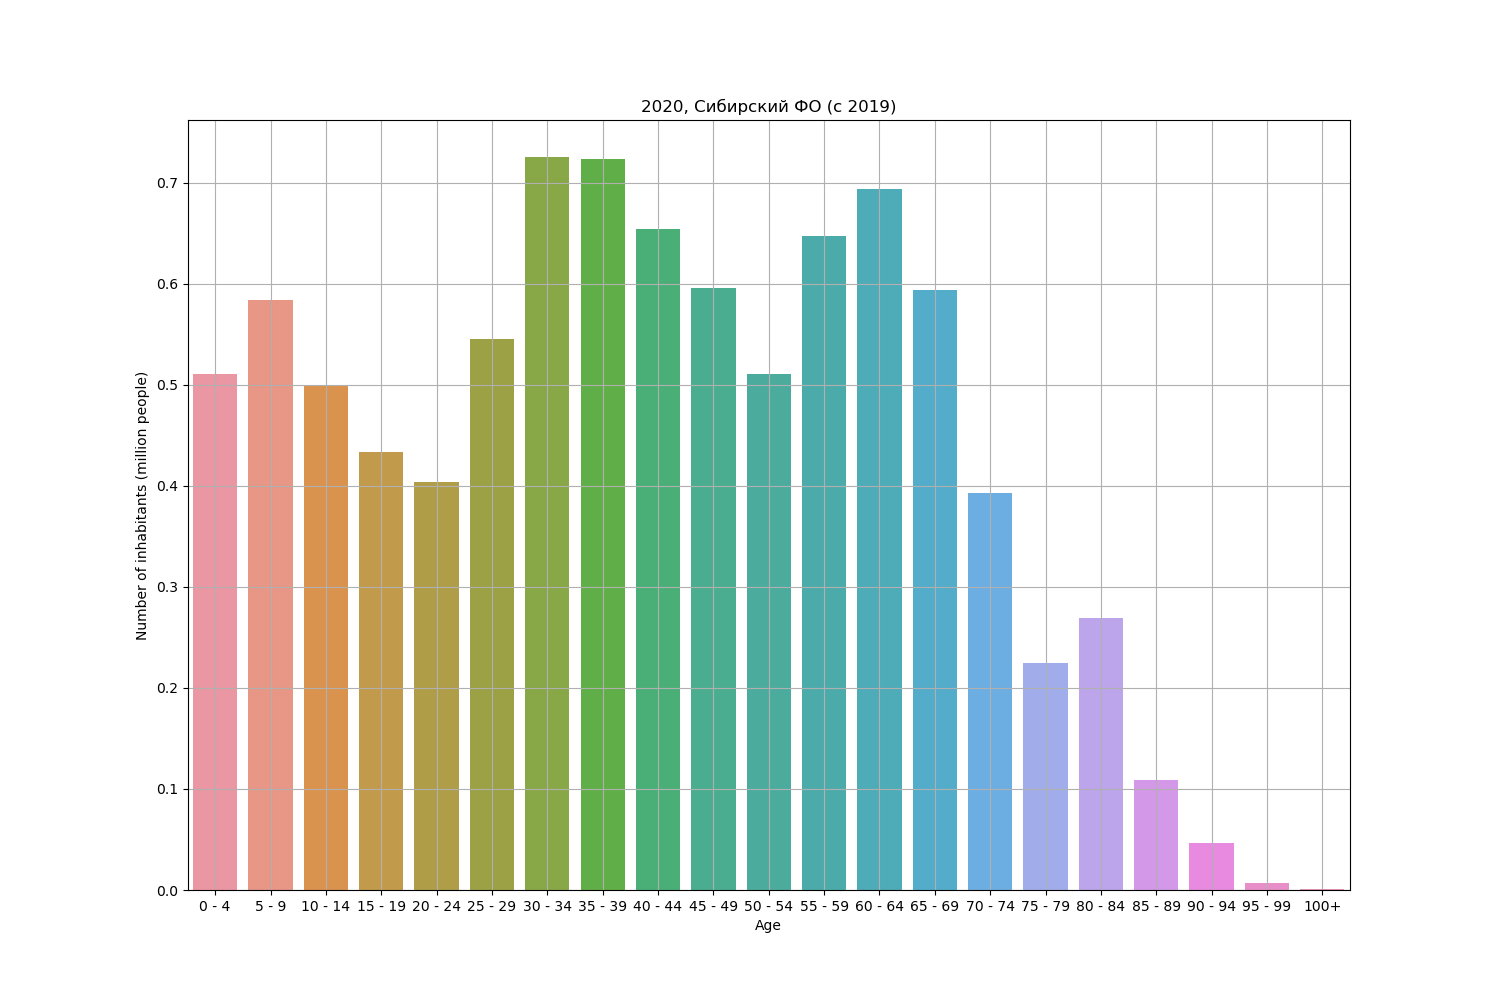 2020, Сибирский ФО (с 2019)
Number of inhabitants (million people)
0.7
0.6
0.5
0.4
0.3
0.2
0.1
0.0
0 - 4 5 - 9 10 - 14 15 - 19 20 - 24 25 - 29 30 - 34 35 - 39 40 - 44 45 - 49 50 - 54 55 - 59 60 - 64 65 - 69 70 - 74 75 - 79 80 - 84 85 - 89 90 - 94 95 - 99 100+
Age